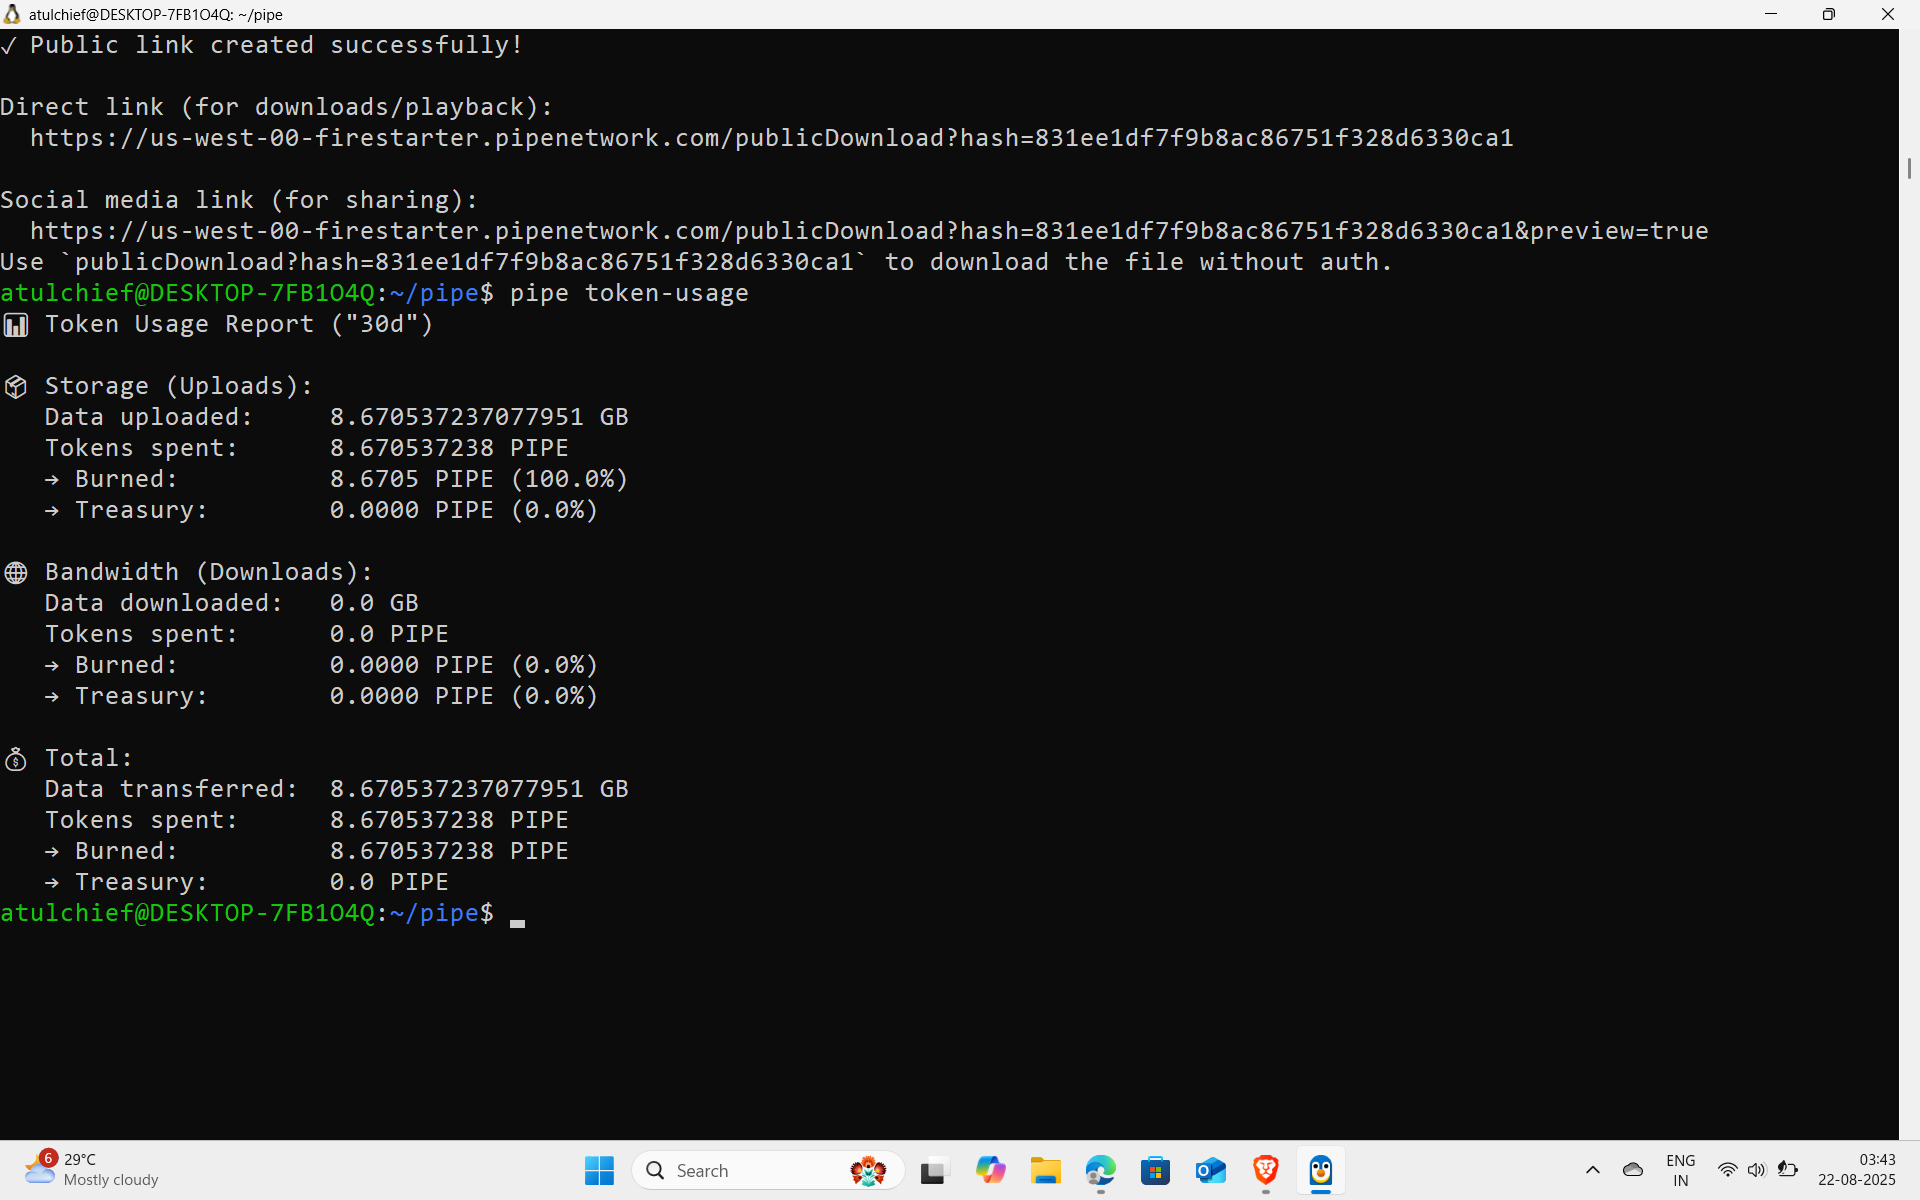 atulchief@DESKTOP-7FB1O4Q: ~/pipe
✓ Public link created successfully!
Direct link (for downloads/playback):
https://us-west-00-firestarter.pipenetwork.com/publicDownload?hash=831ee1df7f9b8ac86751f328d6330ca1
Social media link (for sharing):
https://us-west-00-firestarter.pipenetwork.com/publicDownload?hash=831ee1df7f9b8ac86751f328d6330ca1&preview=true
Use `publicDownload?hash=831ee1df7f9b8ac86751f328d6330ca1` to download the file without auth.
atulchief@DESKTOP-7FB1O4Q:~/pipe$ pipe token-usage
📊 Token Usage Report ("30d")
📦 Storage (Uploads):
Data uploaded: 8.670537237077951 GB
Tokens spent: 8.670537238 PIPE
→ Burned: 8.6705 PIPE (100.0%)
→ Treasury: 0.0000 PIPE (0.0%)
🌐 Bandwidth (Downloads):
Data downloaded: 0.0 GB
Tokens spent: 0.0 PIPE
→ Burned: 0.0000 PIPE (0.0%)
→ Treasury: 0.0000 PIPE (0.0%)
💰 Total:
Data transferred: 8.670537237077951 GB
Tokens spent: 8.670537238 PIPE
→ Burned: 8.670537238 PIPE
→ Treasury: 0.0 PIPE
atulchief@DESKTOP-7FB1O4Q:~/pipe$
6
29°C
Mostly cloudy
Search
ENG
IN
03:43
22-08-2025